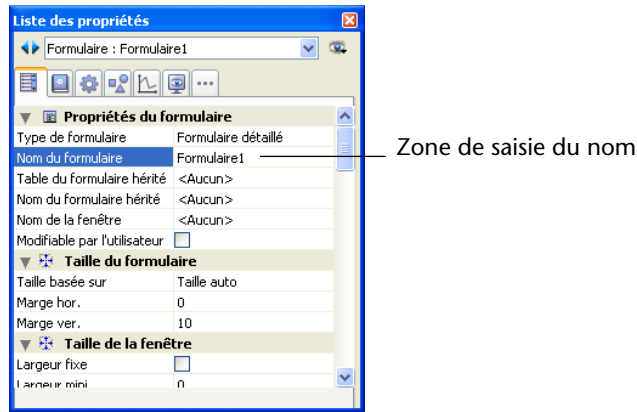 Liste des propriétés
Formulaire : Formulaire1
Propriétés du formulaire
Type de formulaire Formulaire détaillé
Nom du formulaire Formulaire1
Zone de saisie du nom
Table du formulaire hérité <Aucun>
Nom du formulaire hérité <Aucun>
Nom de la fenêtre <Aucun>
Modifiable par l'utilisateur
Taille du formulaire
Taille basée sur Taille auto
Marge hor. 0
Marge ver. 10
Taille de la fenêtre
Largeur fixe
Largeur mini 0